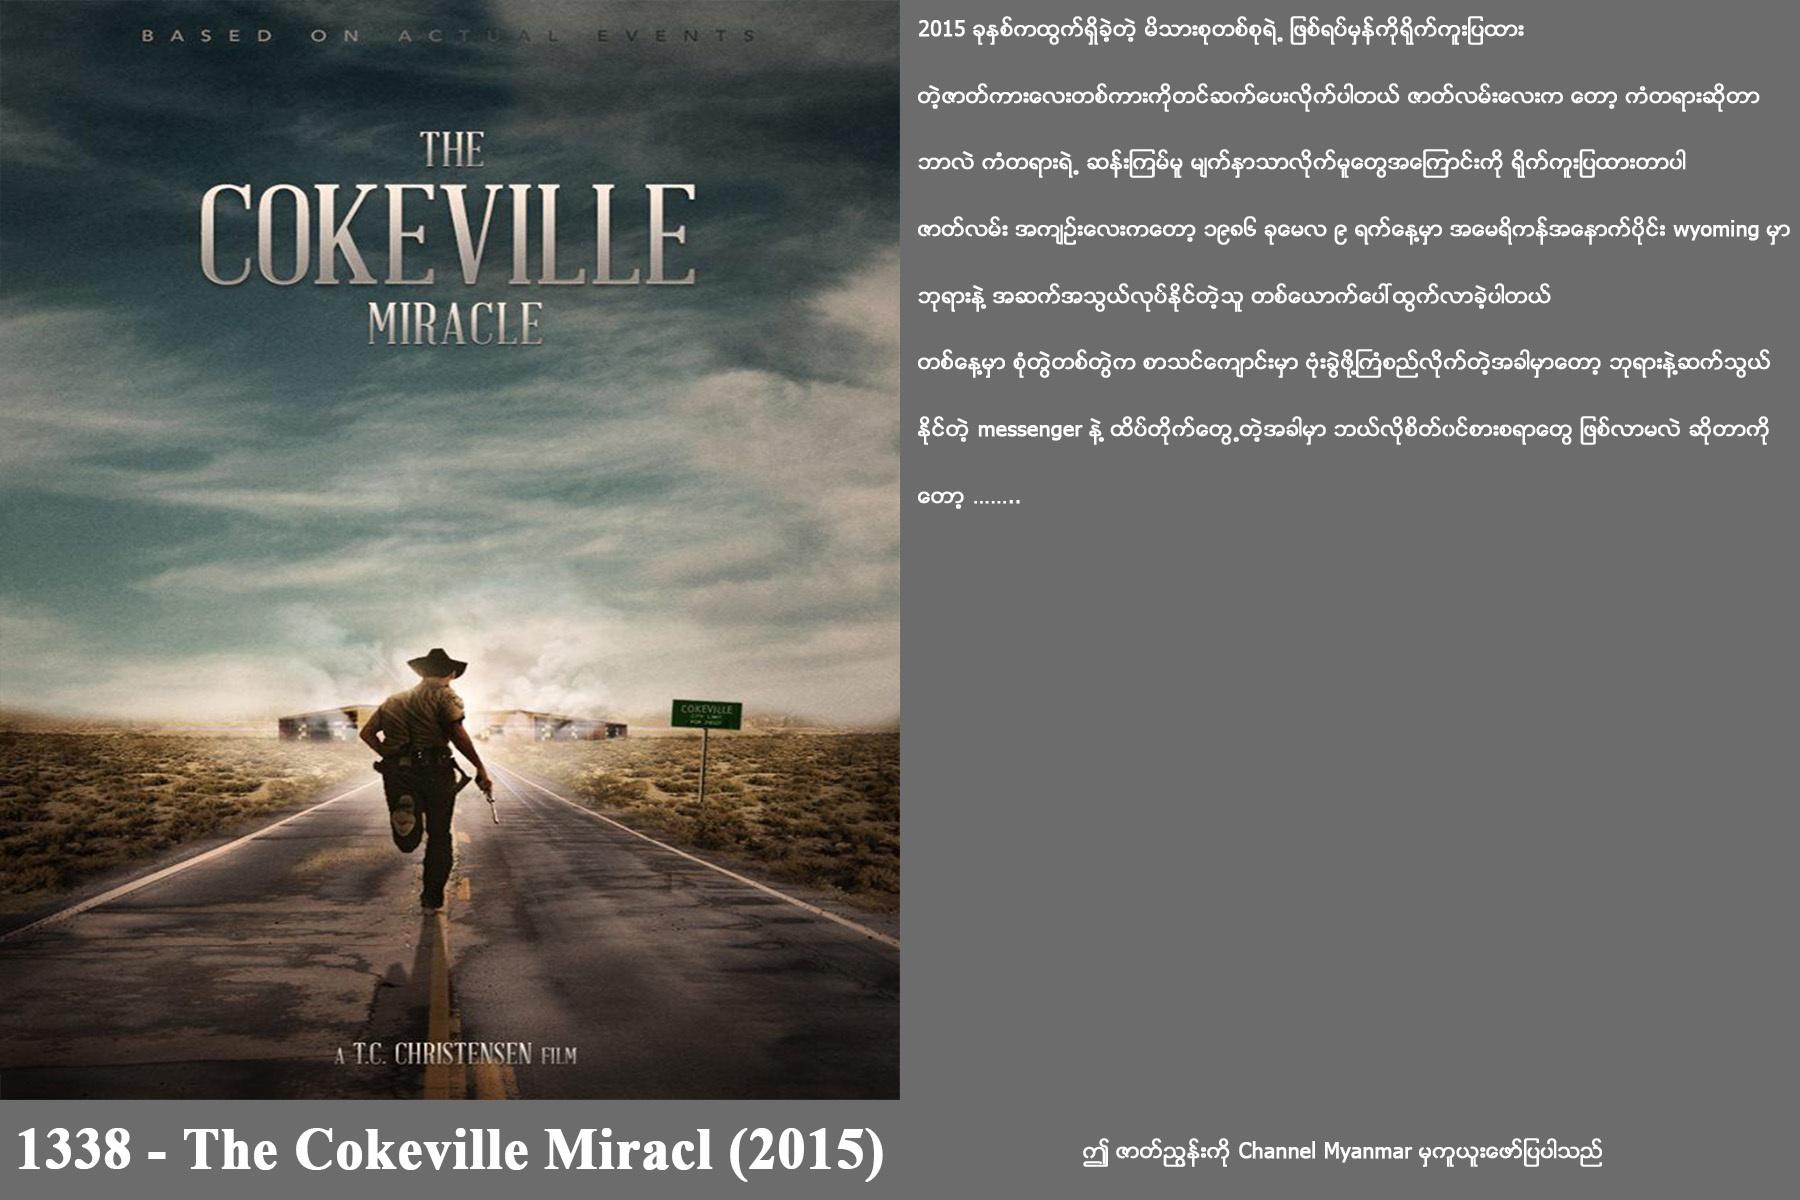 BASED ON ACTUAL EVENTS
THE
COKEVILLE
MIRACLE
COKEVILLE
CITY LIMIT
A T.C. CHRISTENSEN FILM
1338 - The Cokeville Miracl (2015)
2015 ခုနှစ်ကထွက်ရှိခဲ့တဲ့ မိသားစုတစ်စုရဲ့ ဖြစ်ရပ်မှန်ကိုရိုက်ကူးပြထား
တဲ့ဇာတ်ကားလေးတစ်ကားကိုတင်ဆက်ပေးလိုက်ပါတယ် ဇာတ်လမ်းလေးက တော့ ကံတရားဆိုတာ
ဘာလဲ ကံတရားရဲ့ ဆန်းကြမ်မူ မျက်နှာသာလိုက်မူတွေအကြောင်းကို ရိုက်ကူးပြထားတာပါ
ဇာတ်လမ်း အကျဉ်းလေးကတော့ ၁၉၈၆ ခုမေလ ၉ ရက်နေ့မှာ အမေရိကန်အနောက်ပိုင်း wyoming မှာ
ဘုရားနဲ့ အဆက်အသွယ်လုပ်နိုင်တဲ့သူ တစ်ယောက်ပေါ်ထွက်လာခဲ့ပါတယ်
တစ်နေ့မှာ စုံတွဲတစ်တွဲက စာသင်ကျောင်းမှာ ဗုံးခွဲဖို့ကြံစည်လိုက်တဲ့အခါမှာတော့ ဘုရားနဲ့ဆက်သွယ်
နိုင်တဲ့ messenger နဲ့ ထိပ်တိုက်တွေ့တဲ့အခါမှာ ဘယ်လိုစိတ်ဝင်စားစရာတွေ ဖြစ်လာမလဲ ဆိုတာကို
တော့ ........
ဤ ဇာတ်ညွှန်းကို Channel Myanmar မှကူယူးဖော်ပြပါသည်